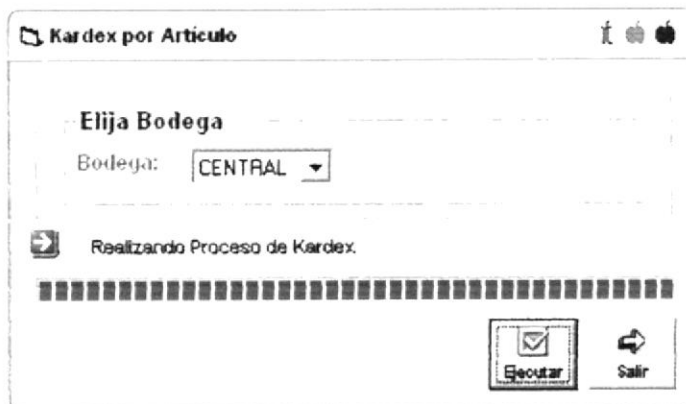 Kardex por Articulo
Elija Bodega
Bodega: CENTRAL
Realizando Proceso de Kardex.
Ejecutar Salir